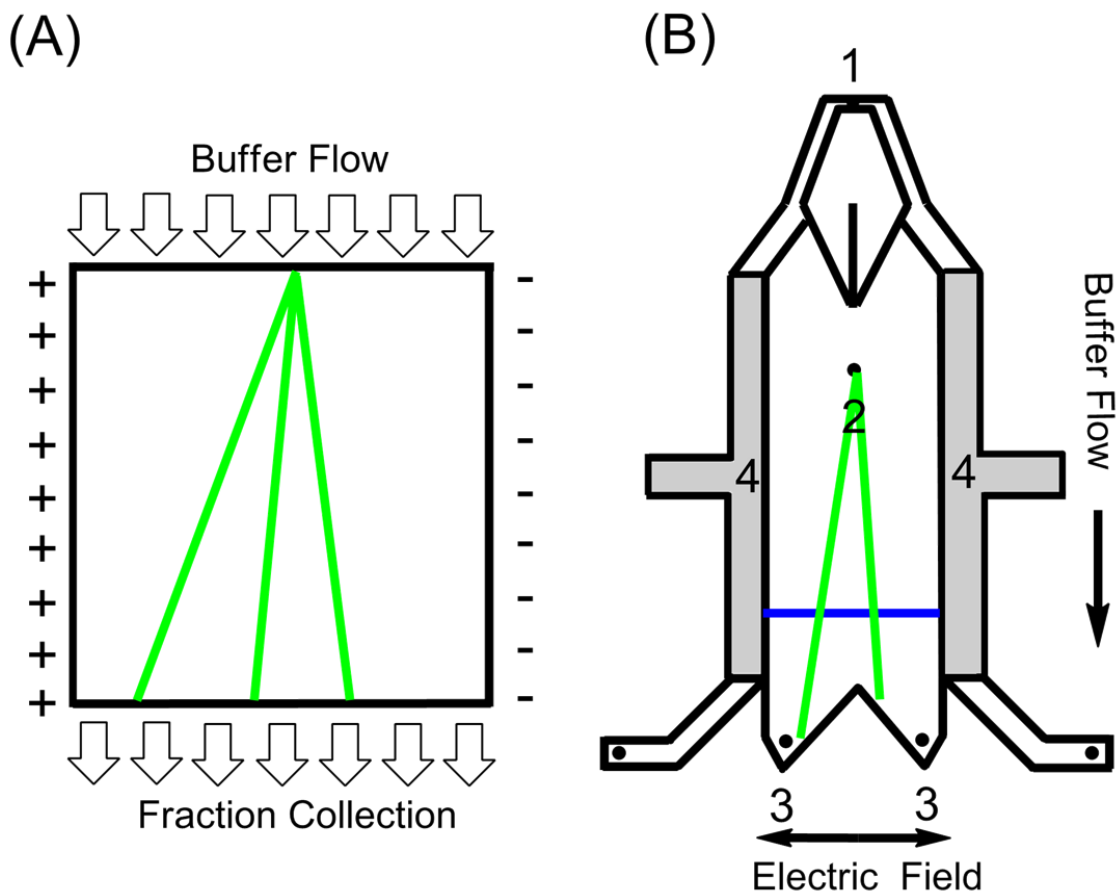 (A)
Buffer Flow
+ -
+ -
+ -
+ -
+ -
+ -
+ -
+ -
+ -
Fraction Collection
(B)
1
2
4 4
Buffer Flow
3 3
Electric Field